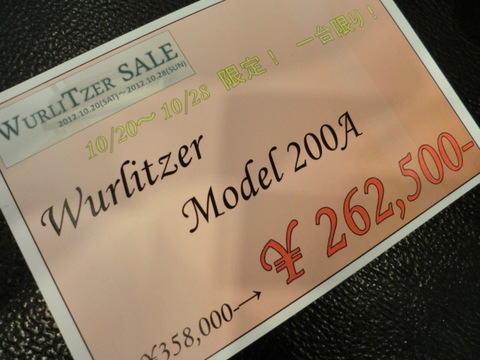 WURLITZER SALE
2012.10.20(SAT)~2012.10.28(SUN)
10/20~10/28 限定！ 一台限り！
Wurlitzer
Model 200A
¥358,000-→
¥ 262,500-